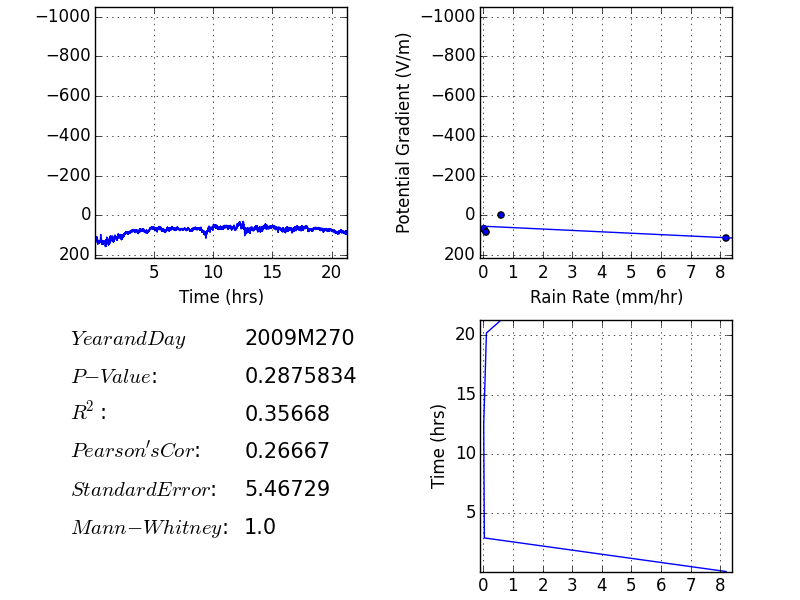 −1000
−800
−600
−400
−200
0
200
5 10 15 20
Time (hrs)
Potential Gradient (V/m)
−1000
−800
−600
−400
−200
0
200
0 1 2 3 4 5 6 7 8
Rain Rate (mm/hr)
YearandDay 2009M270
P−Value: 0.2875834
R²: 0.35668
Pearson'sCor: 0.26667
StandardError: 5.46729
Mann−Whitney: 1.0
Time (hrs)
20
15
10
5
0 1 2 3 4 5 6 7 8